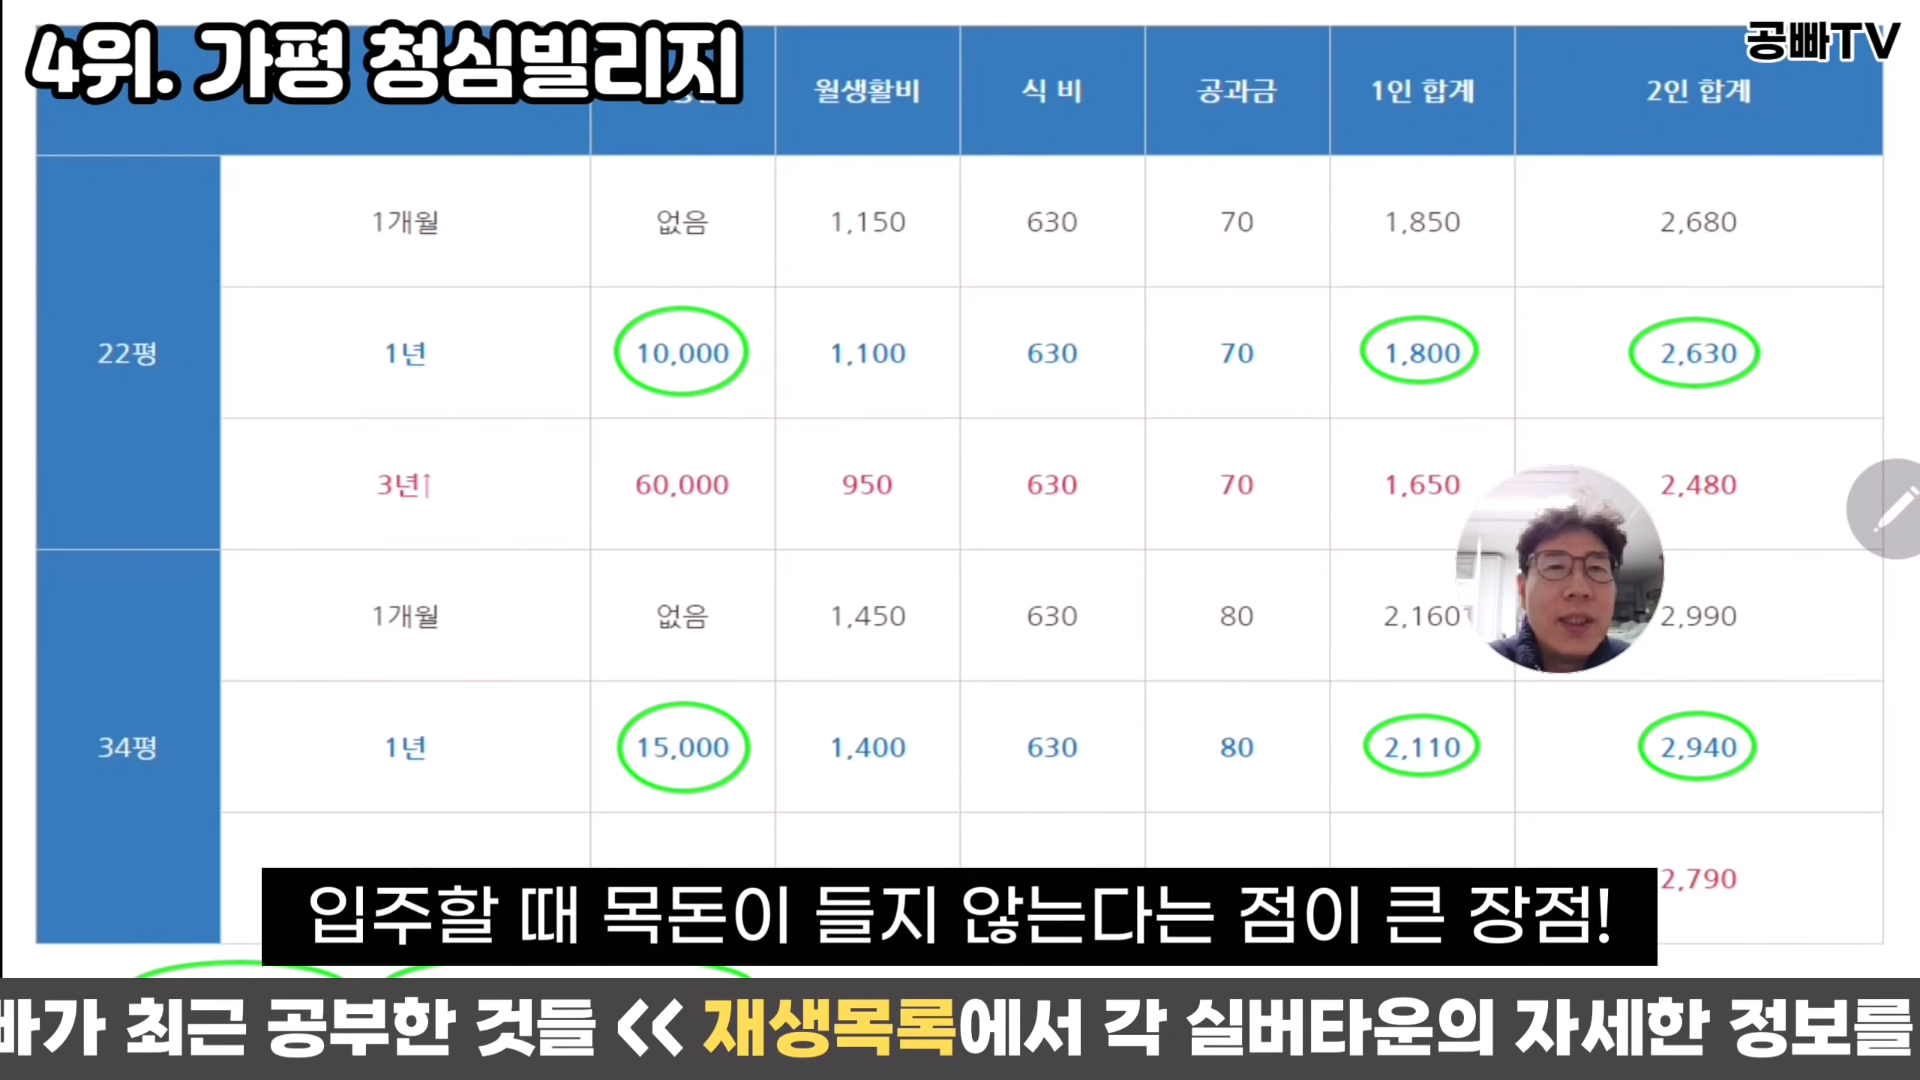 4위. 가평 청심빌리지
공빠TV
월생활비 식 비 공과금 1인 합계 2인 합계
22평
1개월 없음 1,150 630 70 1,850 2,680
1년 10,000 1,100 630 70 1,800 2,630
3년↑ 60,000 950 630 70 1,650 2,480
34평
1개월 없음 1,450 630 80 2,160 2,990
1년 15,000 1,400 630 80 2,110 2,940
2,790
입주할 때 목돈이 들지 않는다는 점이 큰 장점!
빠가 최근 공부한 것들 << 재생목록에서 각 실버타운의 자세한 정보를